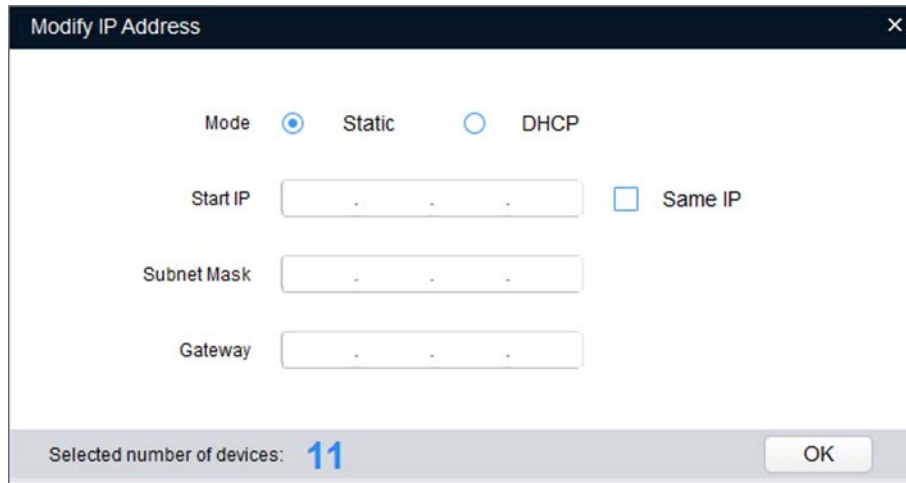 Modify IP Address ×
Mode Static DHCP
Start IP . . . Same IP
Subnet Mask . . .
Gateway . . .
Selected number of devices: 11 OK